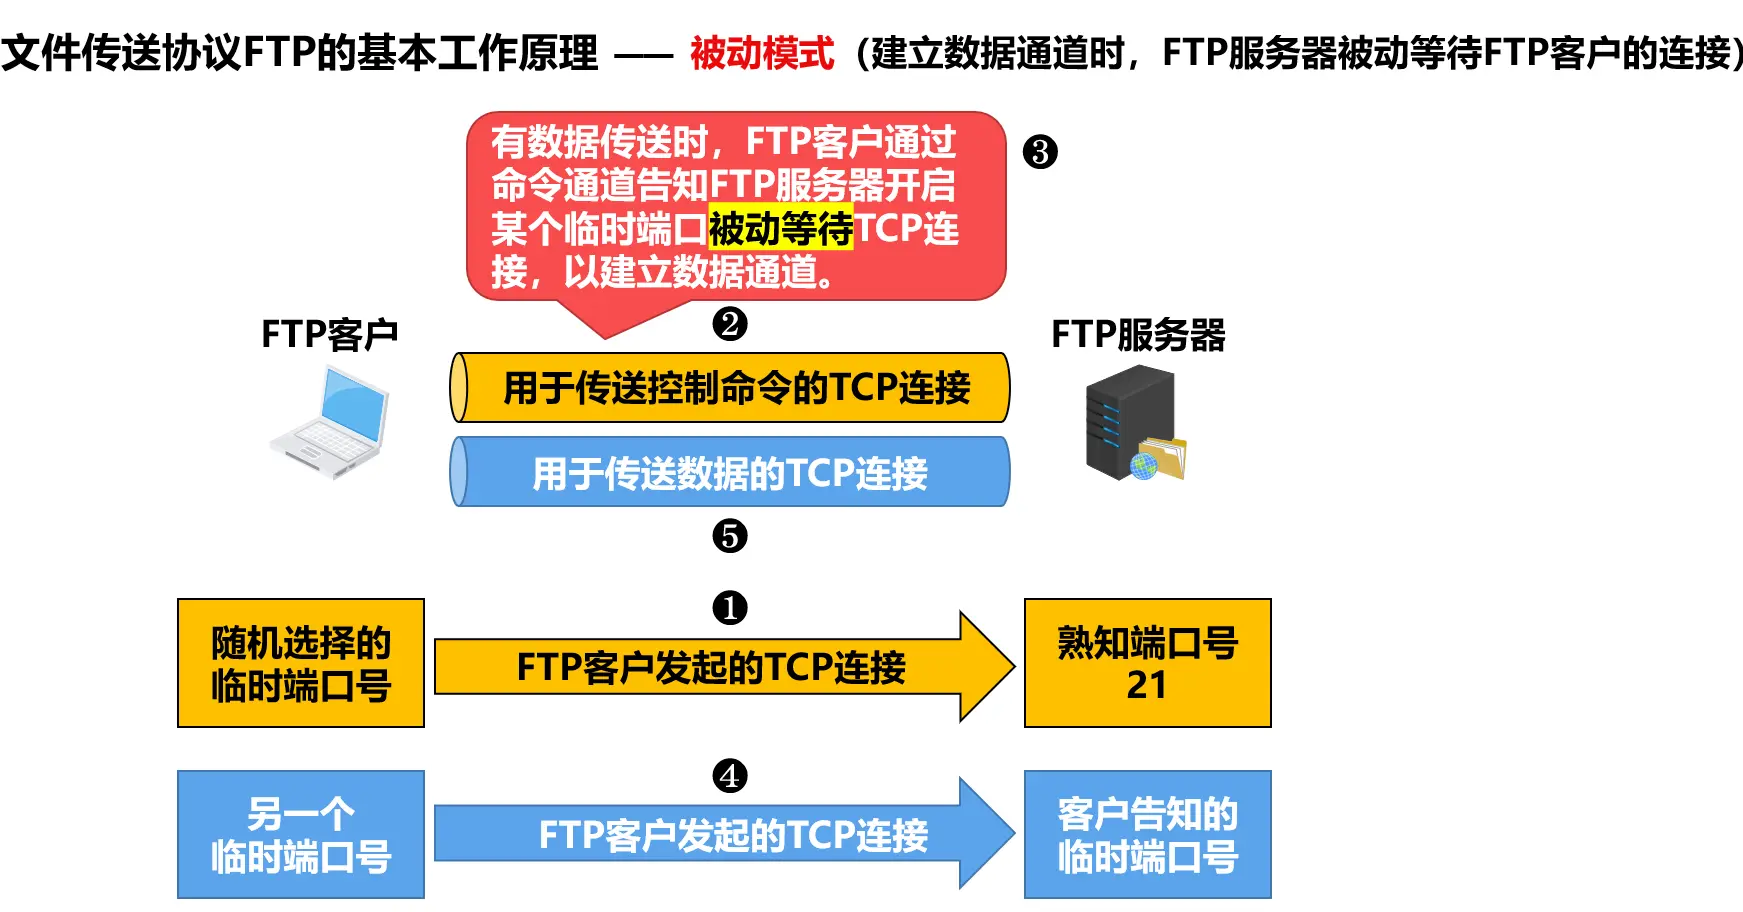 文件传送协议FTP的基本工作原理 —— 被动模式（建立数据通道时，FTP服务器被动等待FTP客户的连接）
有数据传送时，FTP客户通过
命令通道告知FTP服务器开启
某个临时端口被动等待TCP连
接，以建立数据通道。
❸
❷
FTP客户
FTP服务器
用于传送控制命令的TCP连接
用于传送数据的TCP连接
❺
❶
随机选择的
临时端口号
FTP客户发起的TCP连接
熟知端口号
21
❹
另一个
临时端口号
FTP客户发起的TCP连接
客户告知的
临时端口号